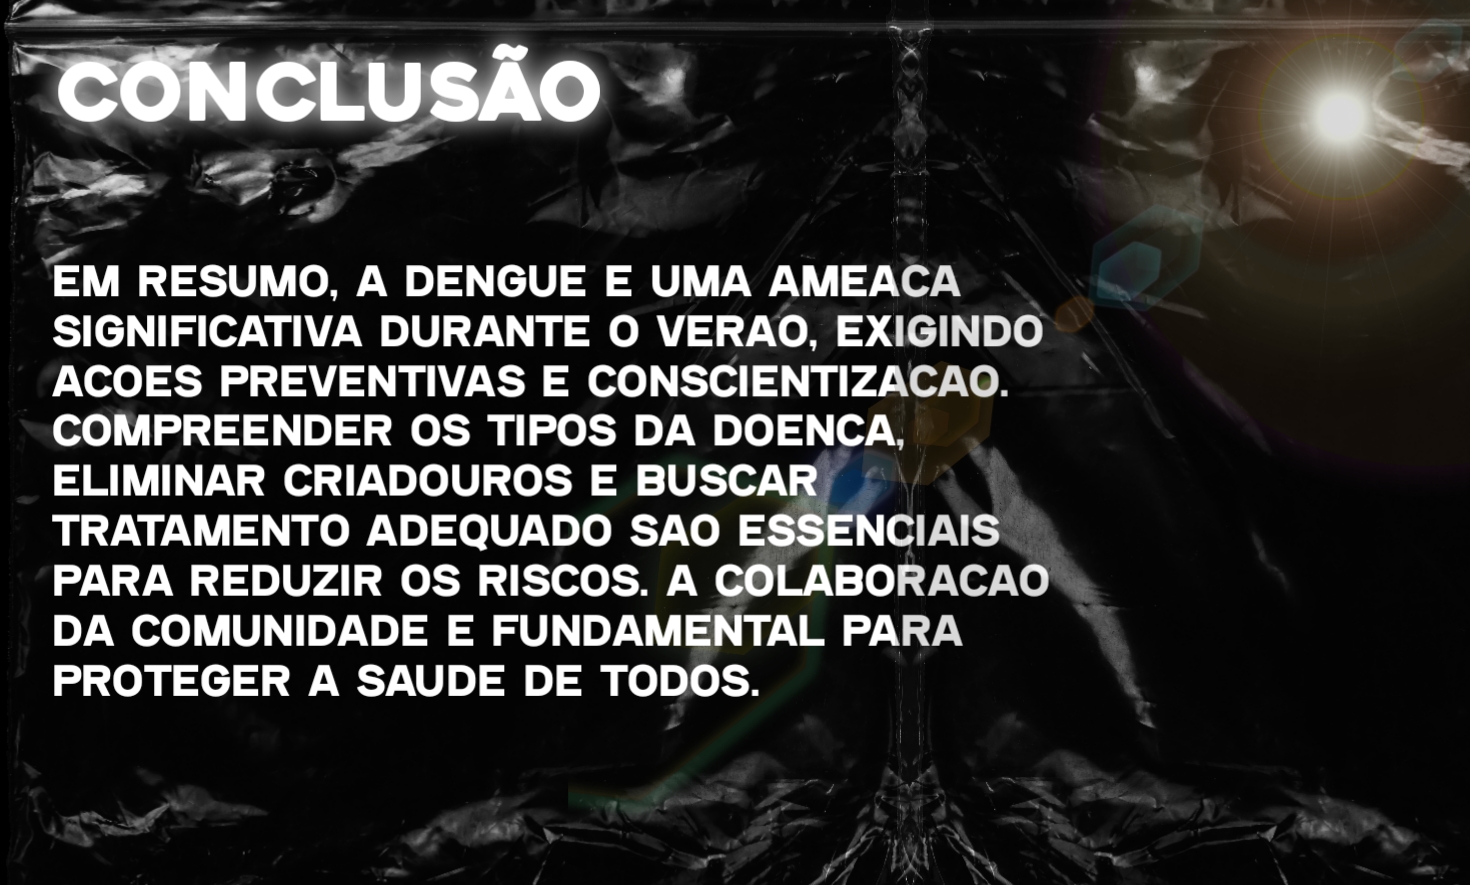 CONCLUSÃO
EM RESUMO, A DENGUE E UMA AMEACA
SIGNIFICATIVA DURANTE O VERAO, EXIGINDO
ACOES PREVENTIVAS E CONSCIENTIZACAO.
COMPREENDER OS TIPOS DA DOENCA,
ELIMINAR CRIADOUROS E BUSCAR
TRATAMENTO ADEQUADO SAO ESSENCIAIS
PARA REDUZIR OS RISCOS. A COLABORACAO
DA COMUNIDADE E FUNDAMENTAL PARA
PROTEGER A SAUDE DE TODOS.